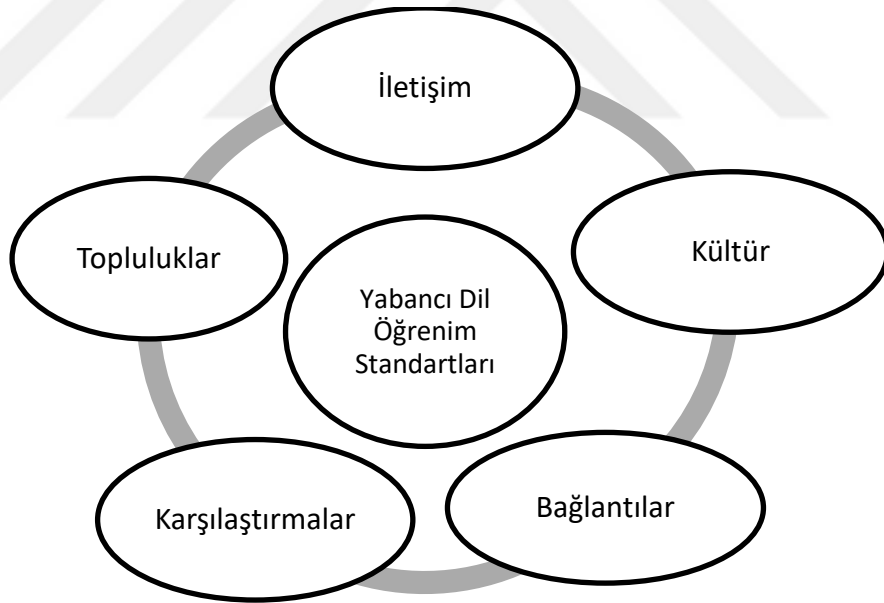 İletişim
Topluluklar
Kültür
Yabancı Dil
Öğrenim
Standartları
Karşılaştırmalar
Bağlantılar